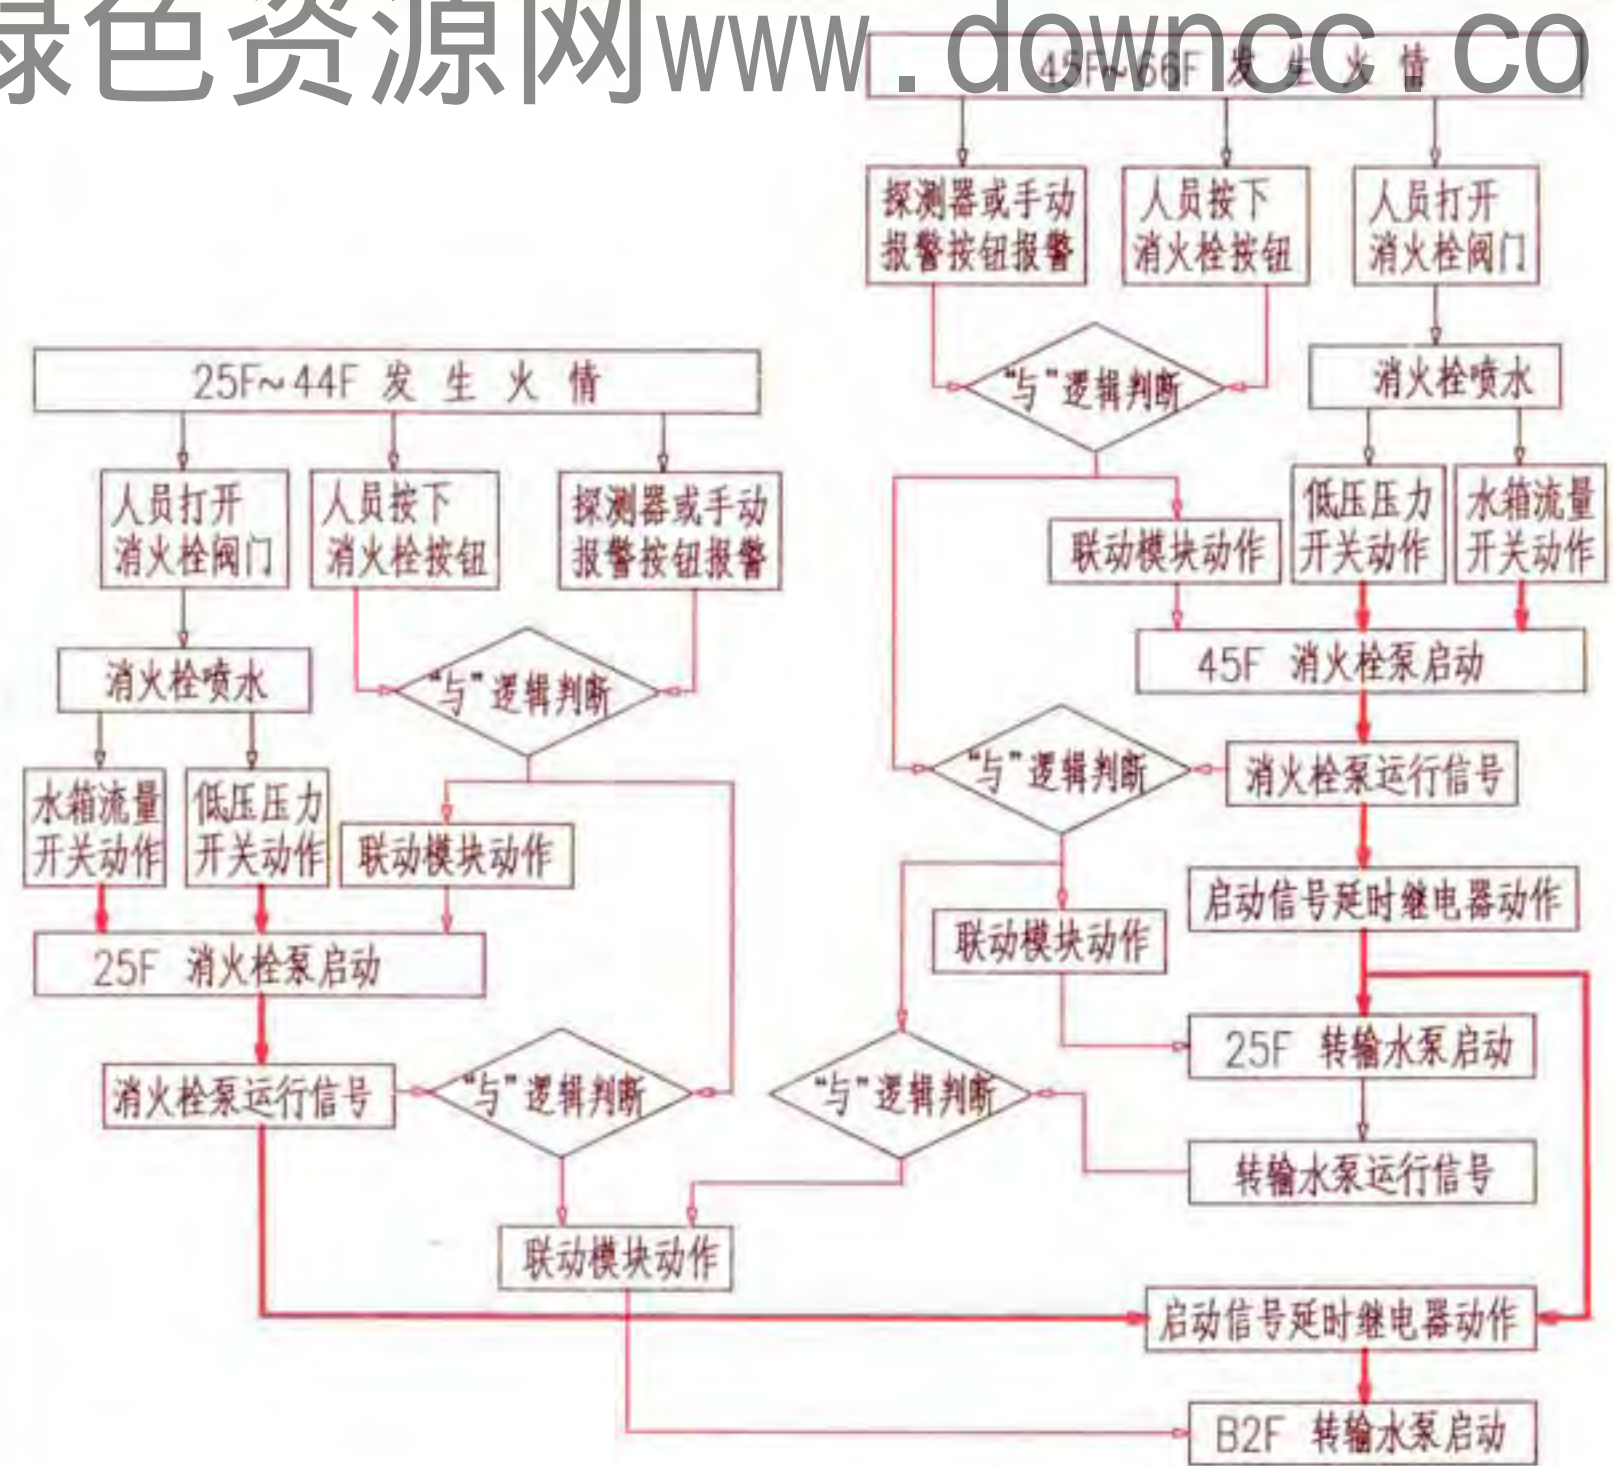 绿色资源网www.downcc.co
45F~66F 发 生 火 情
探测器或手动
报警按钮报警
人员按下
消火栓按钮
人员打开
消火栓阀门
“与”逻辑判断
消火栓喷水
联动模块动作
低压压力
开关动作
水箱流量
开关动作
45F 消火栓泵启动
“与”逻辑判断
消火栓泵运行信号
启动信号延时继电器动作
联动模块动作
25F 转输水泵启动
“与”逻辑判断
转输水泵运行信号
25F~44F 发 生 火 情
人员打开
消火栓阀门
人员按下
消火栓按钮
探测器或手动
报警按钮报警
消火栓喷水
“与”逻辑判断
水箱流量
开关动作
低压压力
开关动作
联动模块动作
25F 消火栓泵启动
消火栓泵运行信号
“与”逻辑判断
联动模块动作
启动信号延时继电器动作
B2F 转输水泵启动